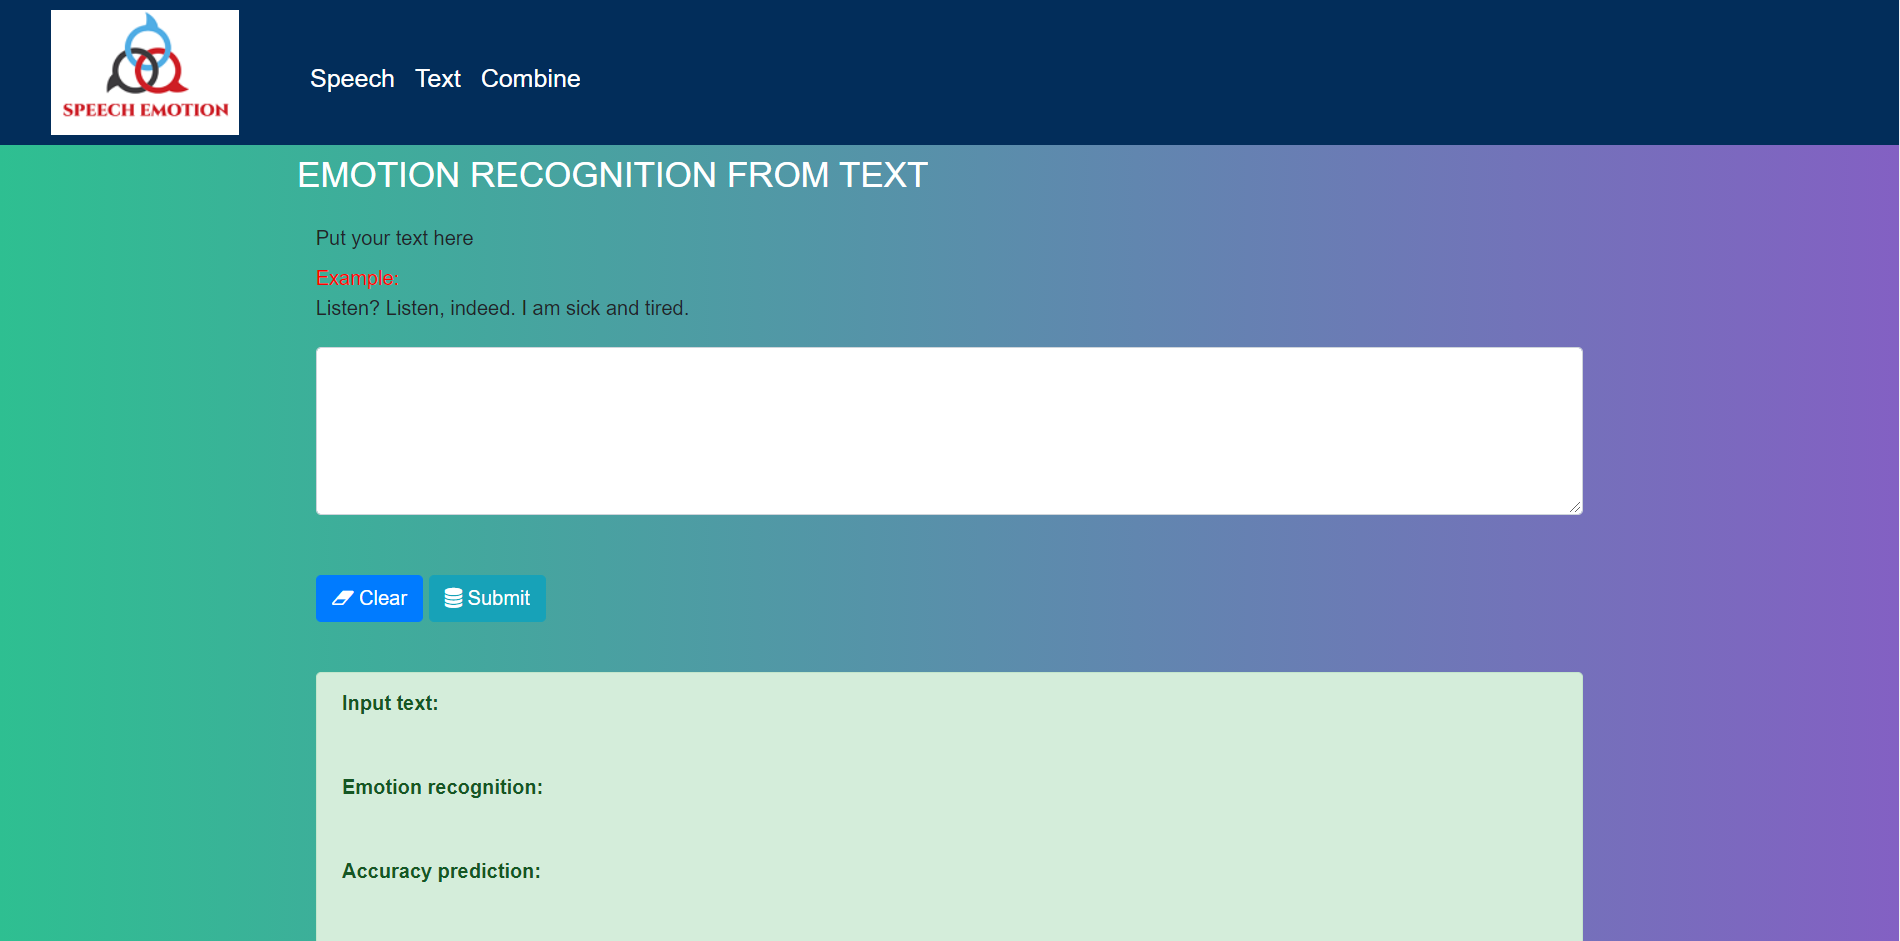 SPEECH EMOTION
Speech Text Combine
EMOTION RECOGNITION FROM TEXT
Put your text here
Example:
Listen? Listen, indeed. I am sick and tired.
Clear Submit
Input text:
Emotion recognition:
Accuracy prediction: